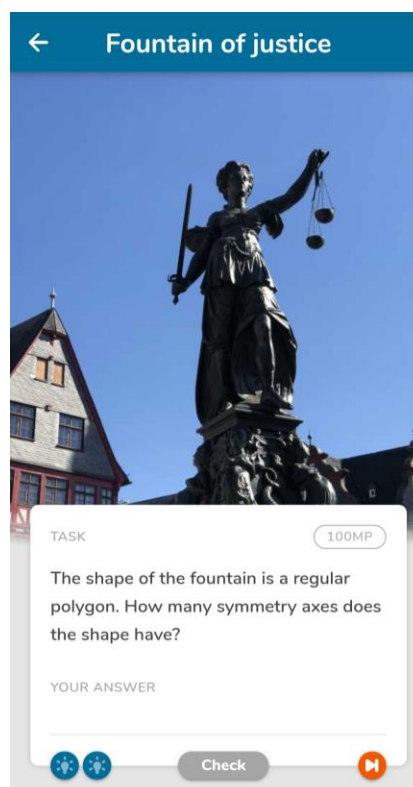 Fountain of justice
TASK
100MP
The shape of the fountain is a regular
polygon. How many symmetry axes does
the shape have?
YOUR ANSWER
Check